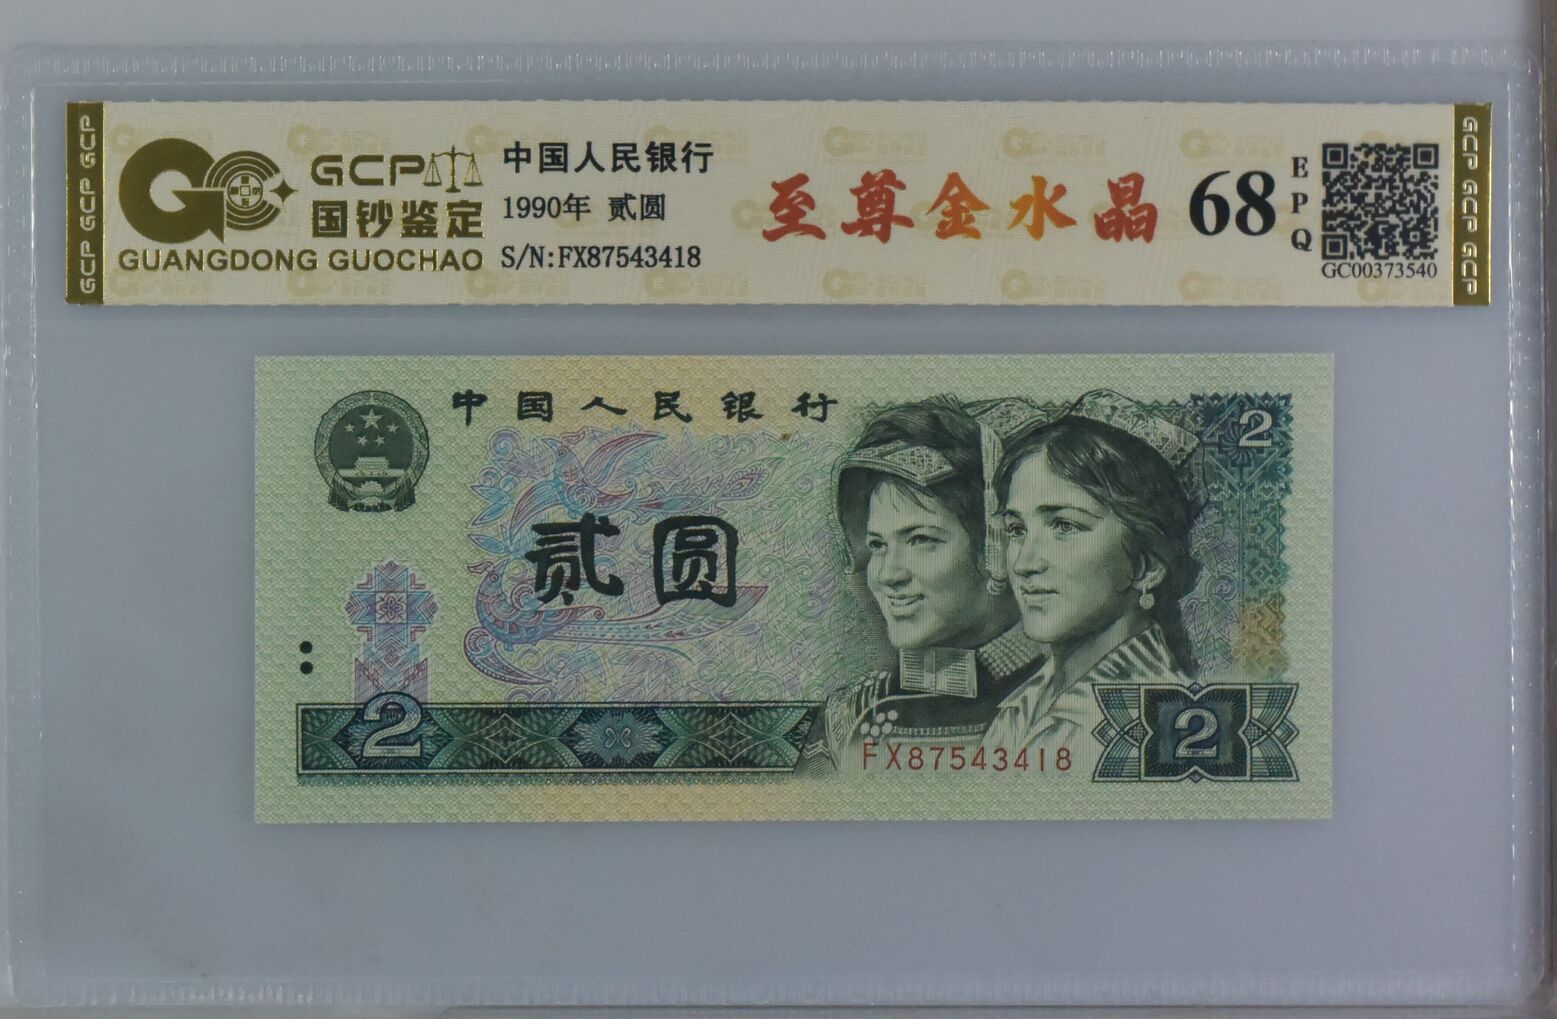 GCP GCP GCP
GCP
国钞鉴定
GUANGDONG GUOCHAO
中国人民银行
1990年 贰圆
S/N:FX87543418
至尊金水晶
68
EPQ
GC00373540
GCP GCP GCP
中国人民银行
2
贰圆
2
FX87543418
2